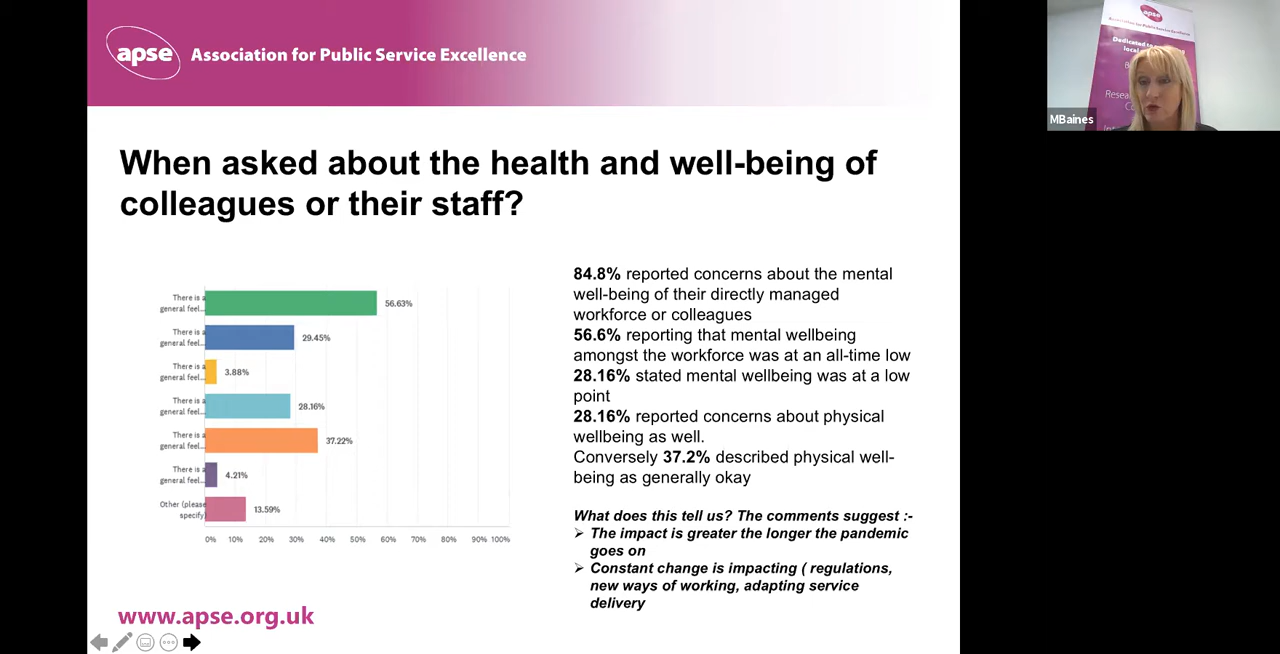 apse Association for Public Service Excellence
When asked about the health and well-being of
colleagues or their staff?
There is a
general feel...
56.63%
There is a
general feel...
29.45%
There is a
general feel...
3.88%
There is a
general feel...
28.16%
There is a
general feel...
37.22%
There is a
general feel...
4.21%
Other (please
specify)
13.59%
0% 10% 20% 30% 40% 50% 60% 70% 80% 90% 100%
84.8% reported concerns about the mental
well-being of their directly managed
workforce or colleagues
56.6% reporting that mental wellbeing
amongst the workforce was at an all-time low
28.16% stated mental wellbeing was at a low
point
28.16% reported concerns about physical
wellbeing as well.
Conversely 37.2% described physical well-
being as generally okay
What does this tell us? The comments suggest :-
➢ The impact is greater the longer the pandemic
goes on
➢ Constant change is impacting ( regulations,
new ways of working, adapting service
delivery
www.apse.org.uk
apse
Dedicated to
local
Resea
MBaines